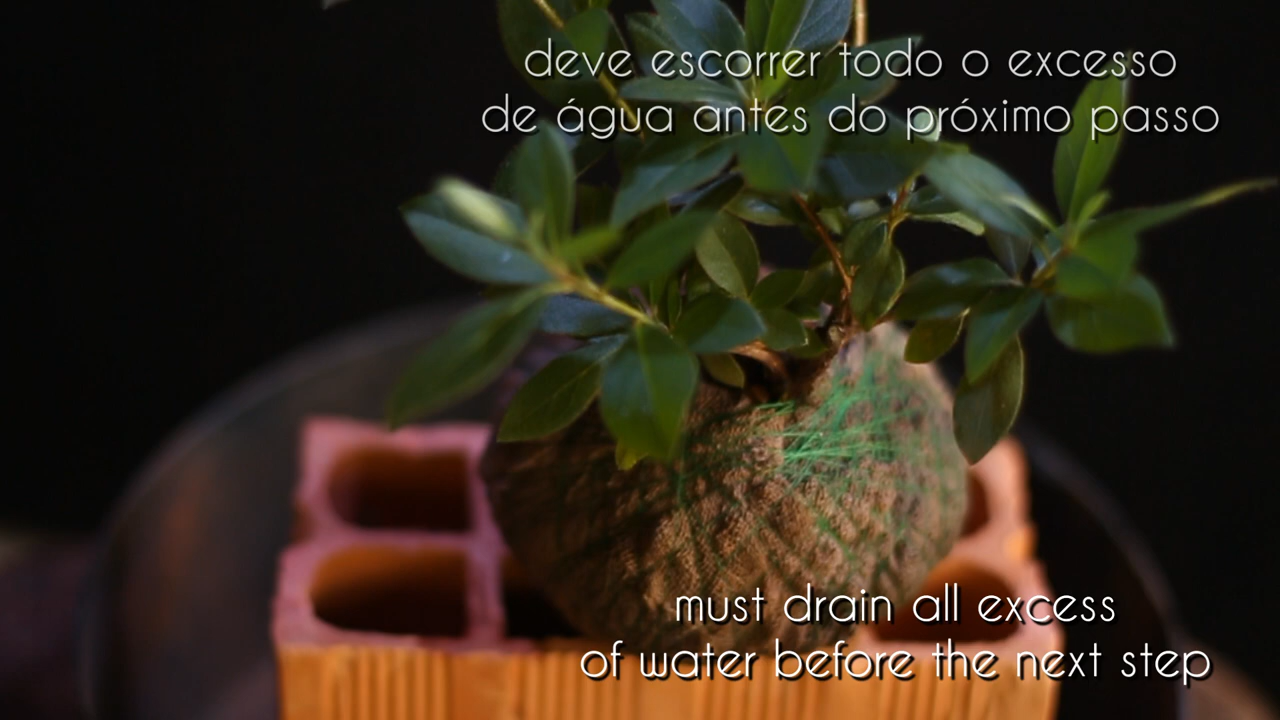 deve escorrer todo o excesso
de água antes do próximo passo
must drain all excess
of water before the next step